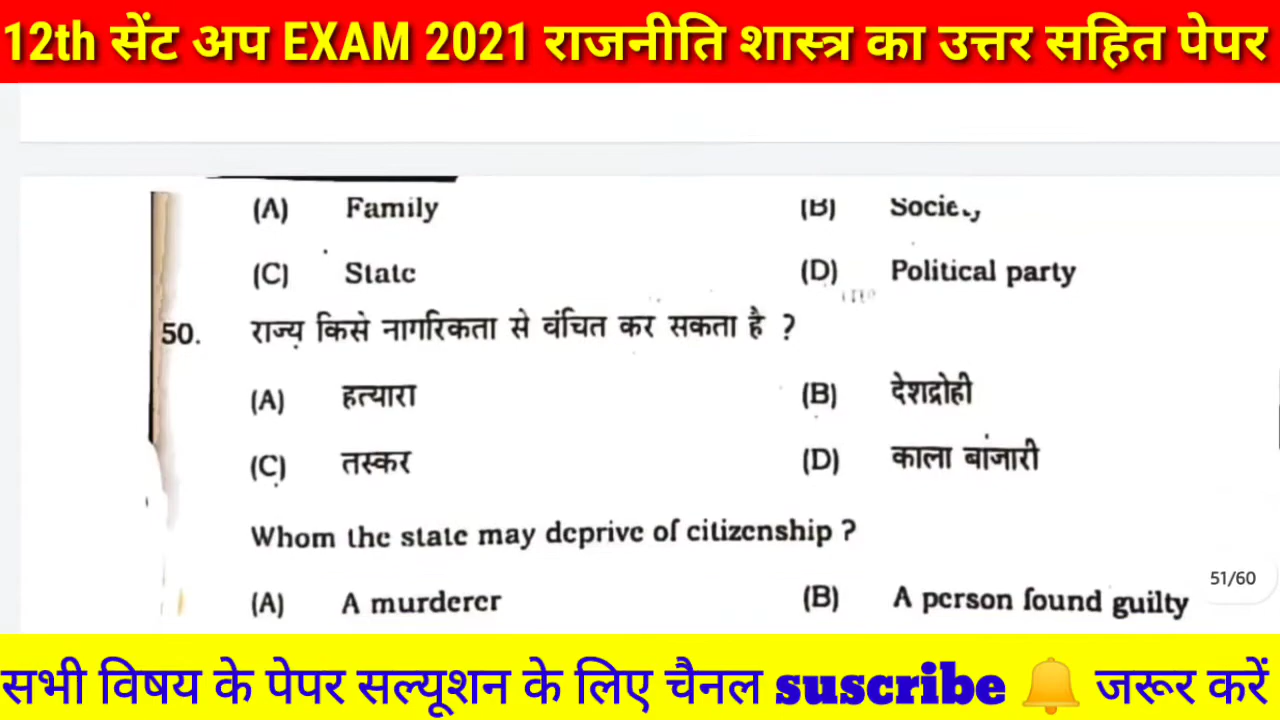 12th सेंट अप EXAM 2021 राजनीति शास्त्र का उत्तर सहित पेपर
(A) Family (B) Society
(C) State (D) Political party
50. राज्य किसे नागरिकता से वंचित कर सकता है ?
(A) हत्यारा (B) देशद्रोही
(C) तस्कर (D) काला बाजारी
Whom the state may deprive of citizenship ?
51/60
(A) A murderer (B) A person found guilty
सभी विषय के पेपर सल्यूशन के लिए चैनल suscribe 🔔 जरूर करें